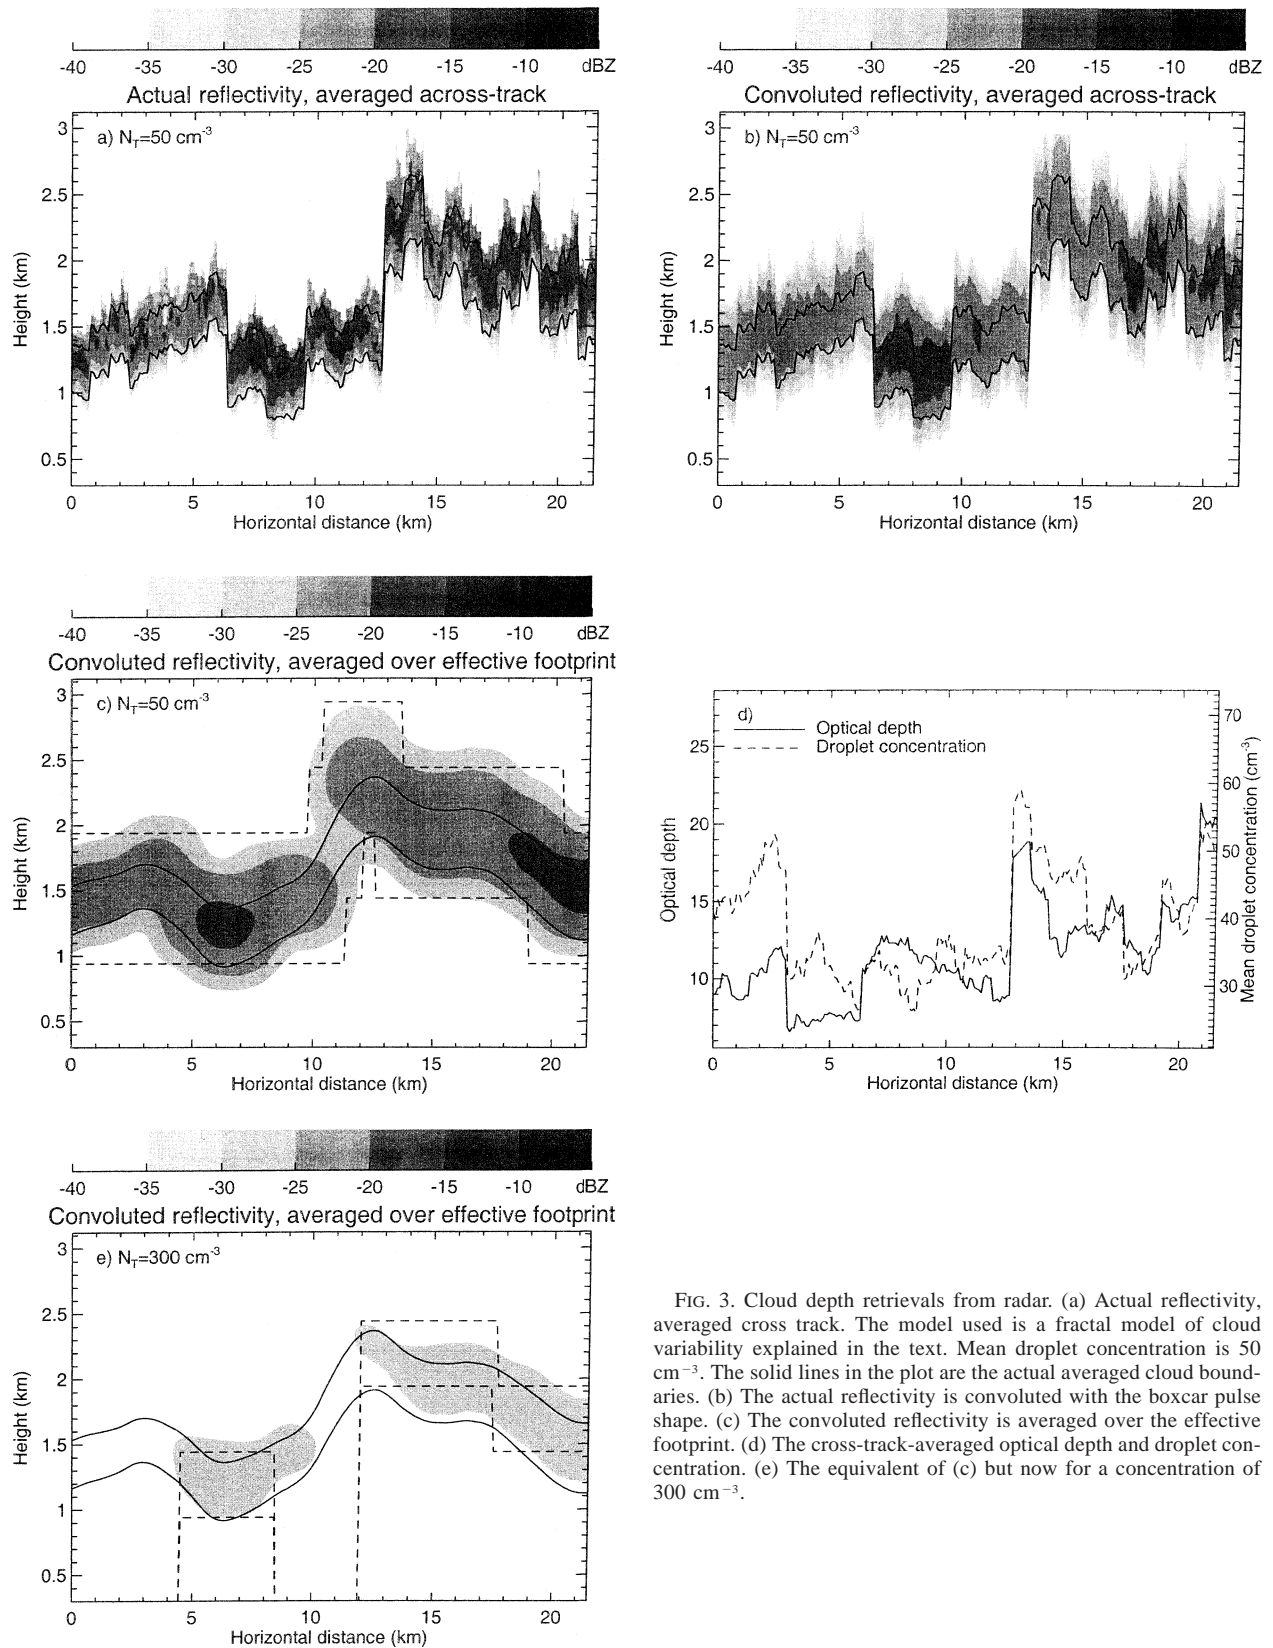 -40 -35 -30 -25 -20 -15 -10 dBZ
Actual reflectivity, averaged across-track
a) N_T=50 cm⁻³
3
2.5
2
1.5
1
0.5
Height (km)
0 5 10 15 20
Horizontal distance (km)
-40 -35 -30 -25 -20 -15 -10 dBZ
Convoluted reflectivity, averaged across-track
b) N_T=50 cm⁻³
3
2.5
2
1.5
1
0.5
Height (km)
0 5 10 15 20
Horizontal distance (km)
-40 -35 -30 -25 -20 -15 -10 dBZ
Convoluted reflectivity, averaged over effective footprint
c) N_T=50 cm⁻³
3
2.5
2
1.5
1
0.5
Height (km)
0 5 10 15 20
Horizontal distance (km)
d)
Optical depth
Droplet concentration
25
20
15
10
Optical depth
70
60
50
40
30
Mean droplet concentration (cm⁻³)
0 5 10 15 20
Horizontal distance (km)
-40 -35 -30 -25 -20 -15 -10 dBZ
Convoluted reflectivity, averaged over effective footprint
e) N_T=300 cm⁻³
3
2.5
2
1.5
1
0.5
Height (km)
0 5 10 15 20
Horizontal distance (km)
FIG. 3. Cloud depth retrievals from radar. (a) Actual reflectivity,
averaged cross track. The model used is a fractal model of cloud
variability explained in the text. Mean droplet concentration is 50
cm⁻³. The solid lines in the plot are the actual averaged cloud bound-
aries. (b) The actual reflectivity is convoluted with the boxcar pulse
shape. (c) The convoluted reflectivity is averaged over the effective
footprint. (d) The cross-track-averaged optical depth and droplet con-
centration. (e) The equivalent of (c) but now for a concentration of
300 cm⁻³.